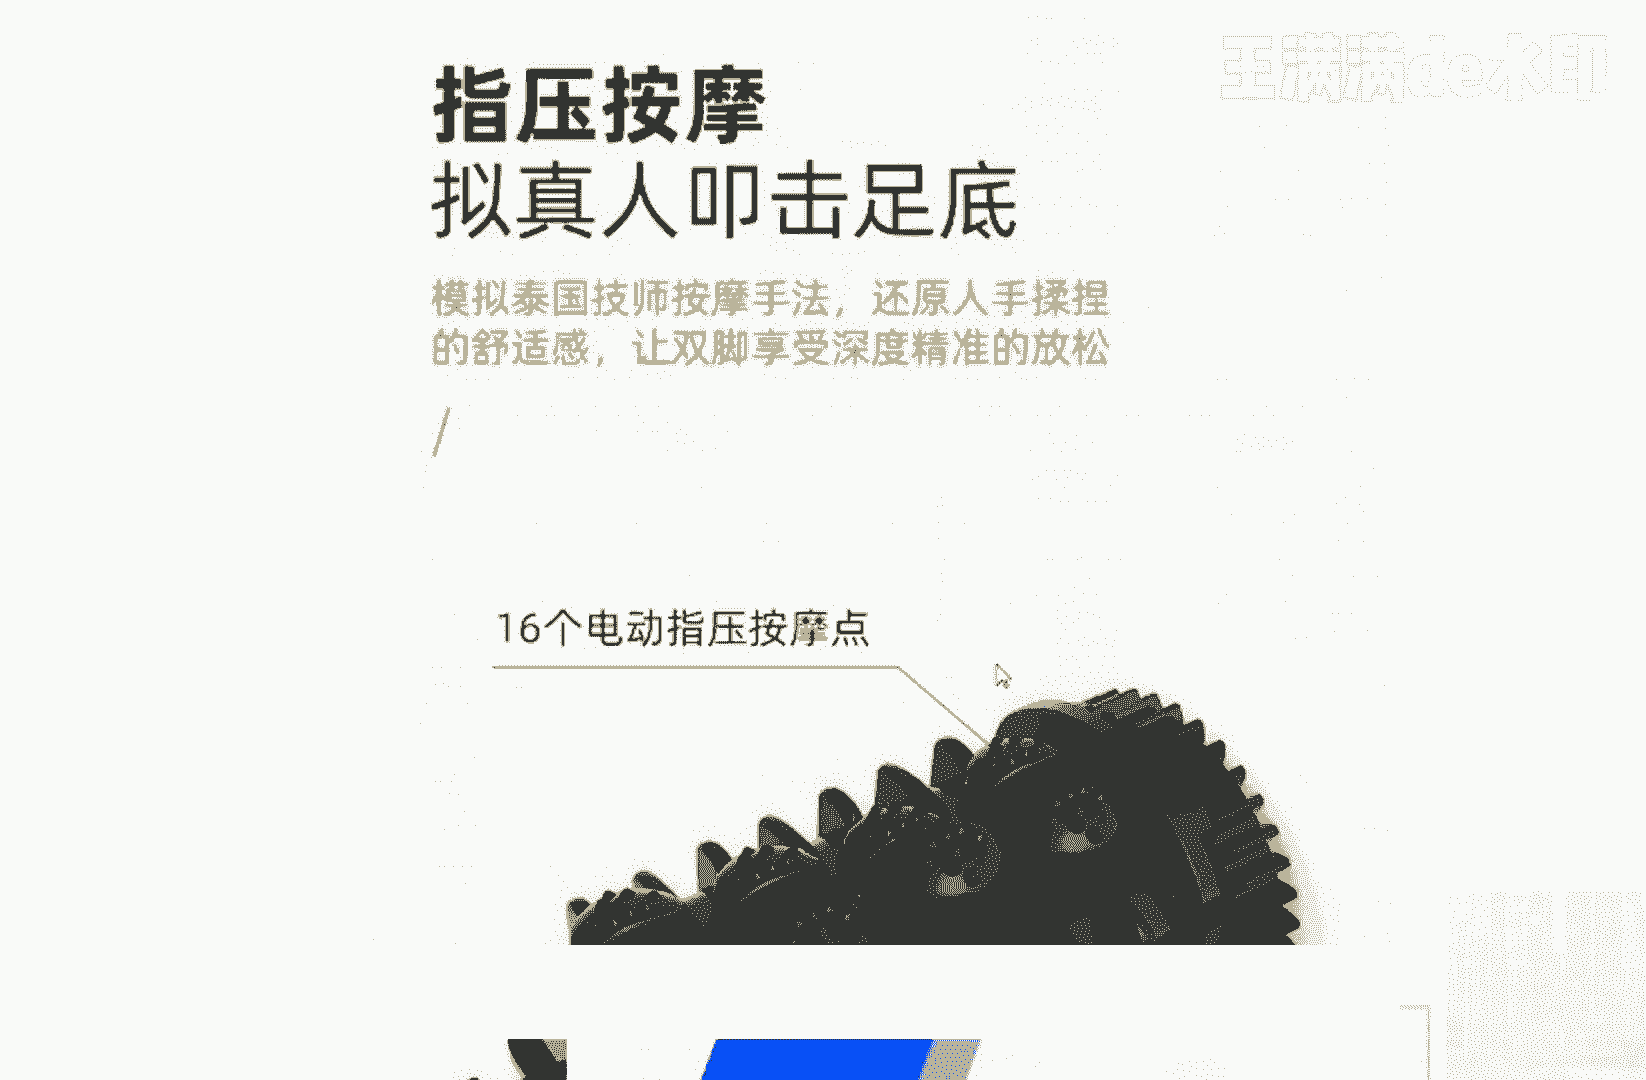 王满满de水印
指压按摩
拟真人叩击足底
模拟泰国技师按摩手法，还原人手揉捏
的舒适感，让双脚享受深度精准的放松
/
16个电动指压按摩点